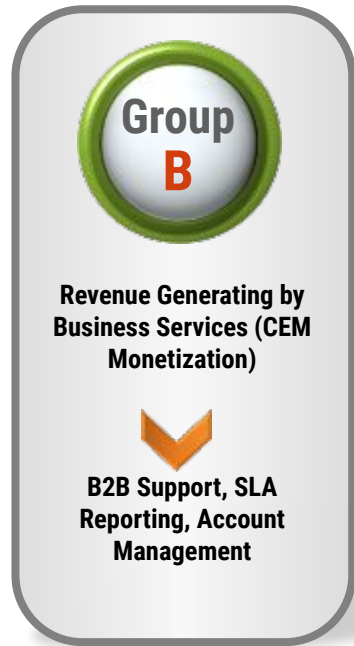 Group
B
Revenue Generating by
Business Services (CEM
Monetization)
B2B Support, SLA
Reporting, Account
Management